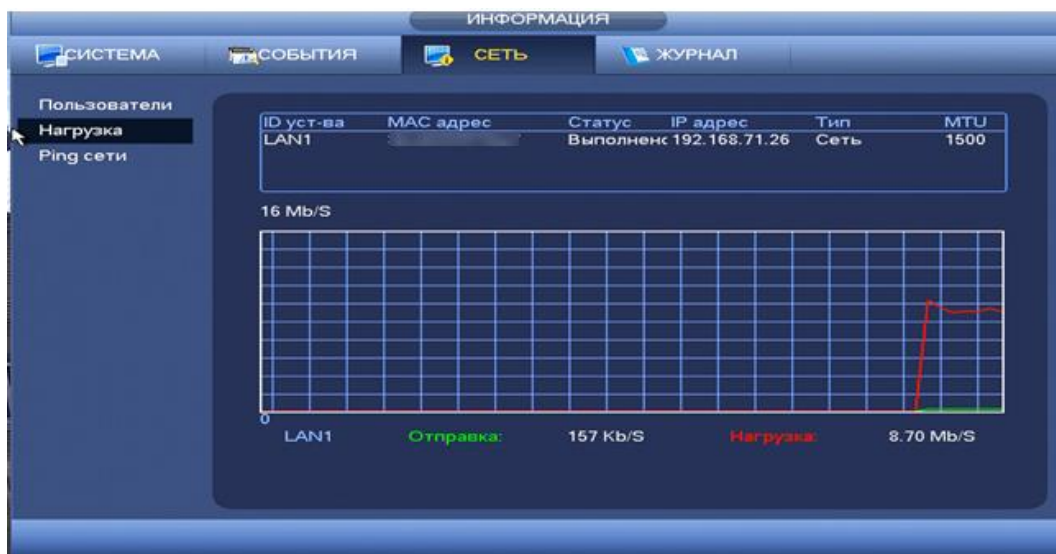 ИНФОРМАЦИЯ
СИСТЕМА СОБЫТИЯ СЕТЬ ЖУРНАЛ
Пользователи
Нагрузка
Ping сети
ID уст-ва MAC адрес Статус IP адрес Тип MTU
LAN1 Выполненс 192.168.71.26 Сеть 1500
16 Mb/S
0
LAN1 Отправка: 157 Kb/S Нагрузка: 8.70 Mb/S